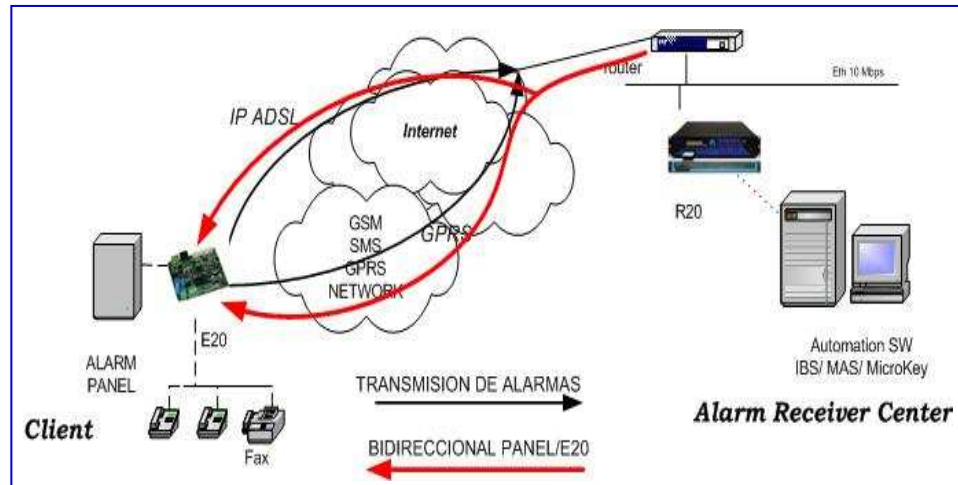 router
Eth 10 Mbps
IP ADSL
Internet
R20
GSM
SMS
GPRS
NETWORK
GPRS
E20
ALARM
PANEL
Automation SW
IBS/ MAS/ MicroKey
TRANSMISION DE ALARMAS
Client
Alarm Receiver Center
Fax
BIDIRECCIONAL PANEL/E20